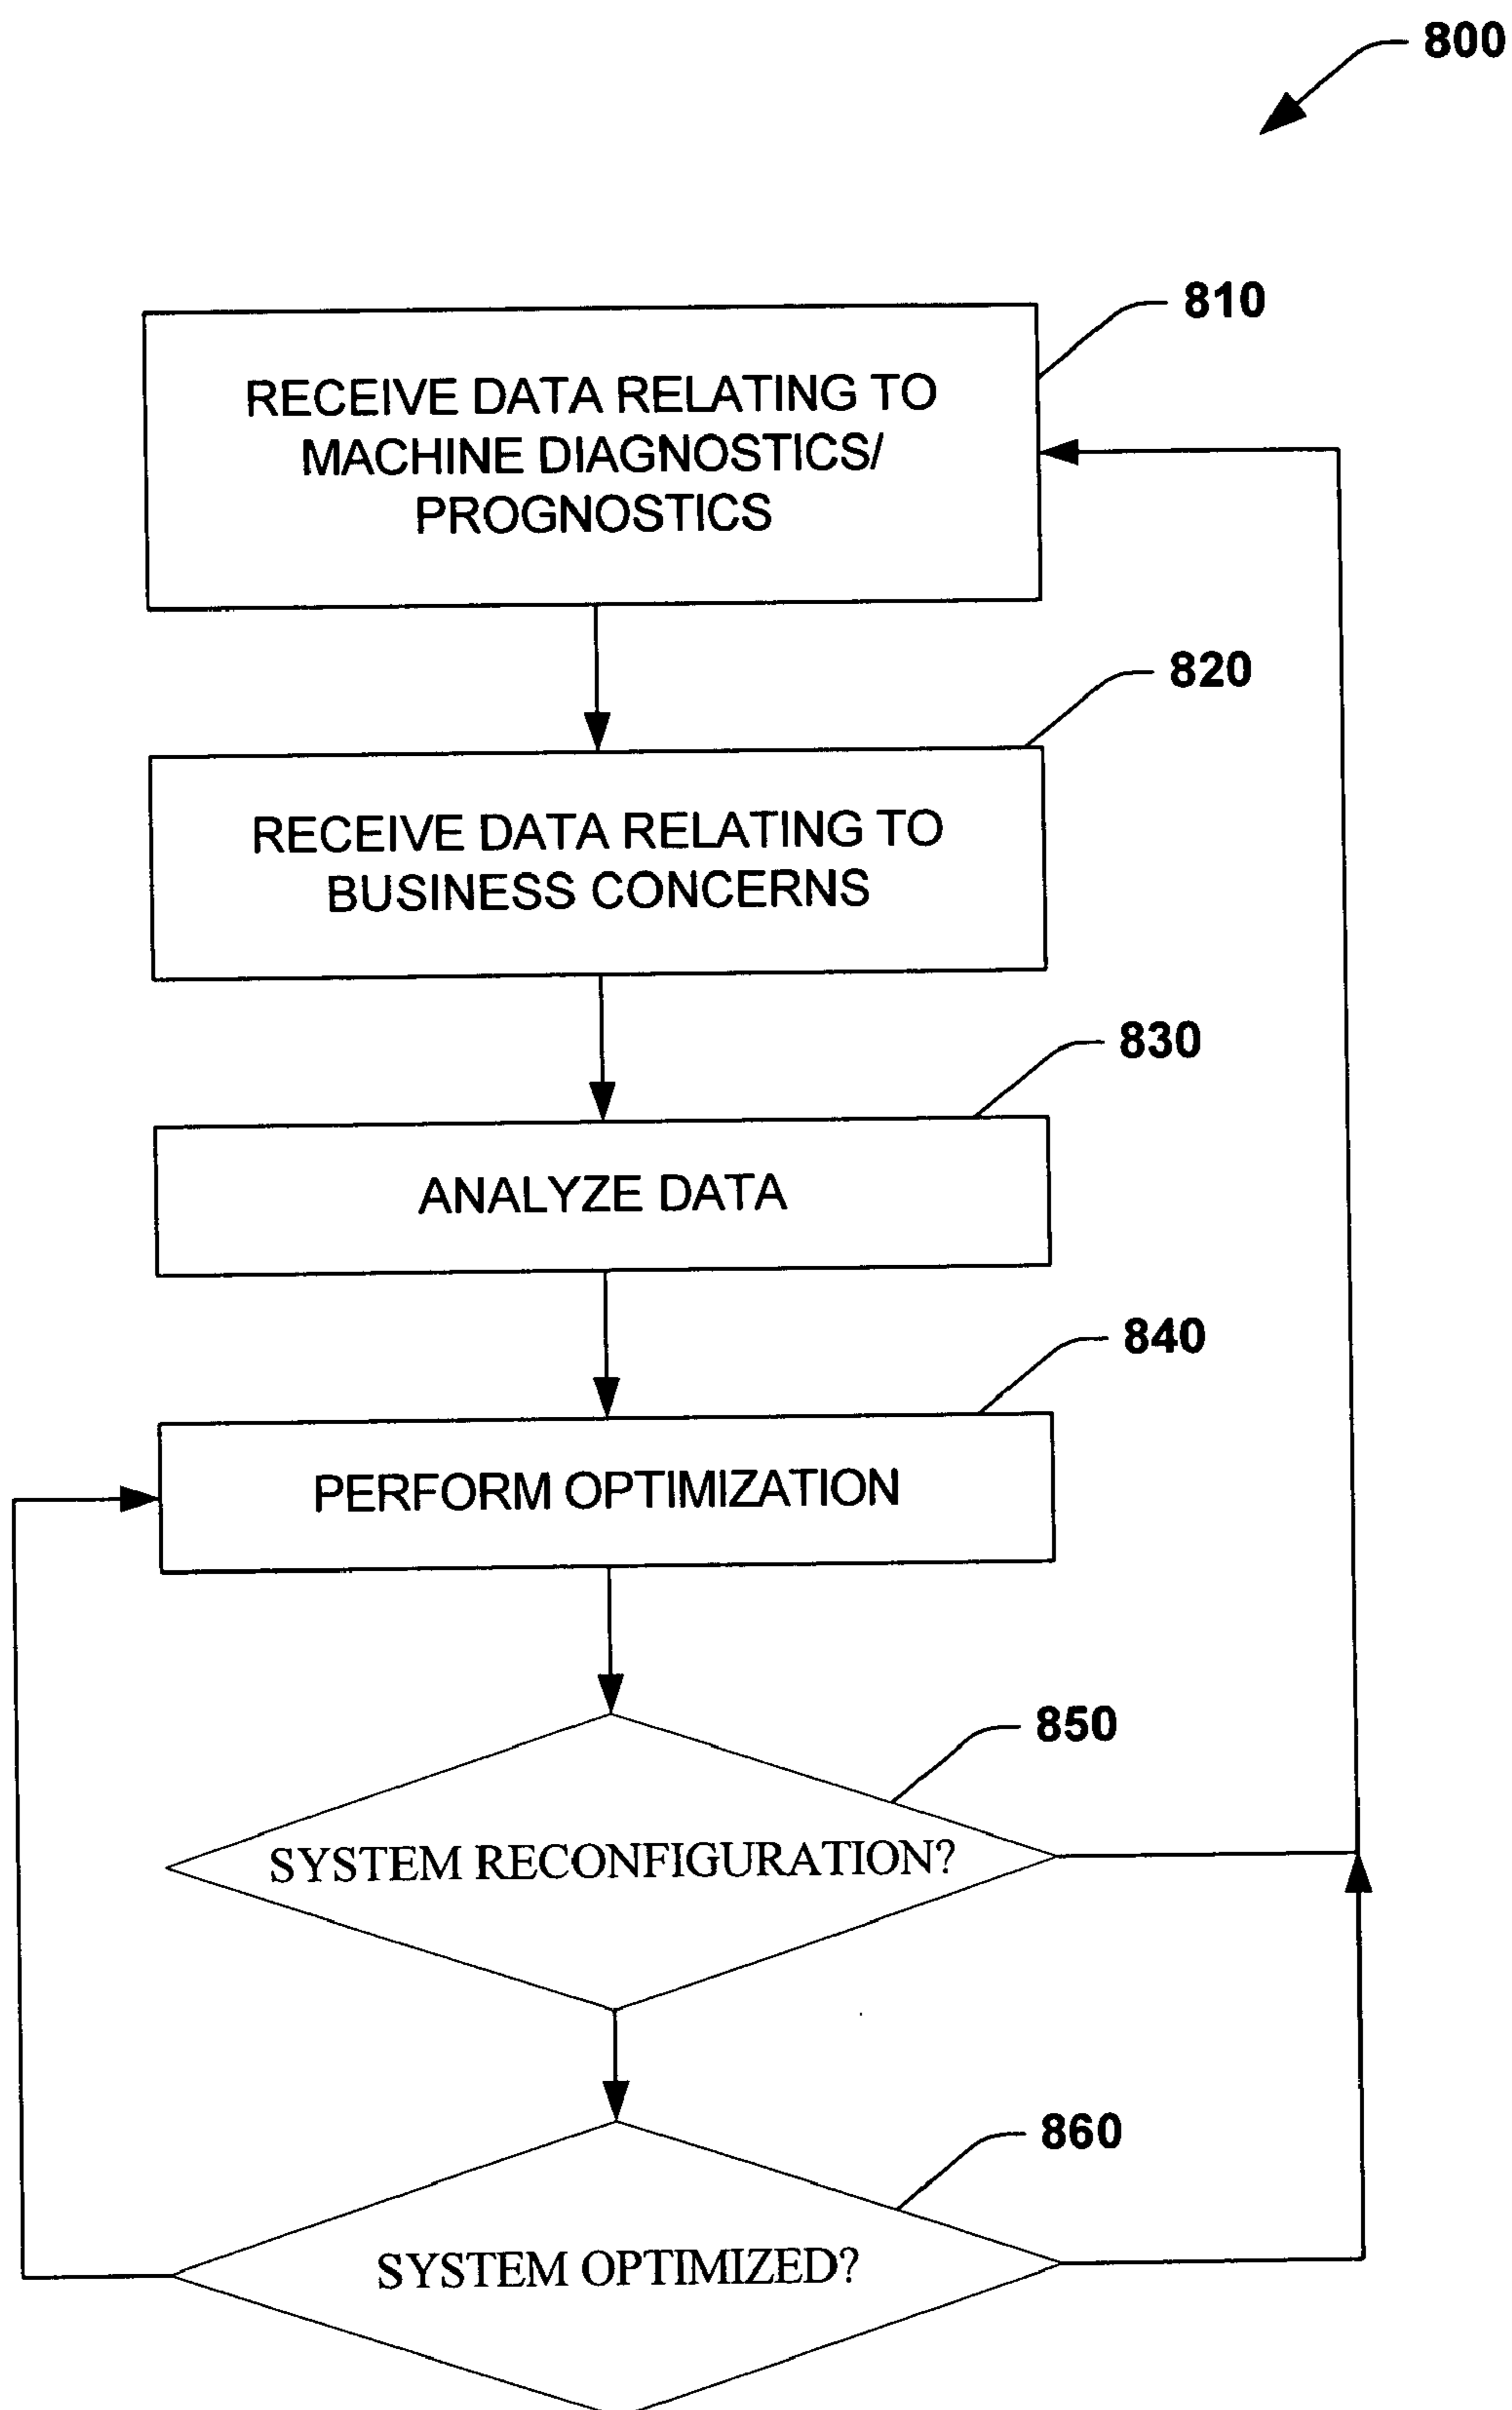 800
810
RECEIVE DATA RELATING TO
MACHINE DIAGNOSTICS/
PROGNOSTICS
820
RECEIVE DATA RELATING TO
BUSINESS CONCERNS
830
ANALYZE DATA
840
PERFORM OPTIMIZATION
850
SYSTEM RECONFIGURATION?
860
SYSTEM OPTIMIZED?